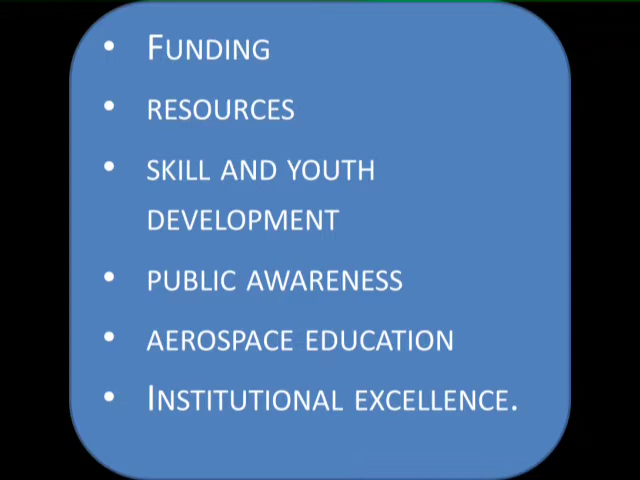 • Funding
• resources
• skill and youth
development
• public awareness
• aerospace education
• Institutional excellence.